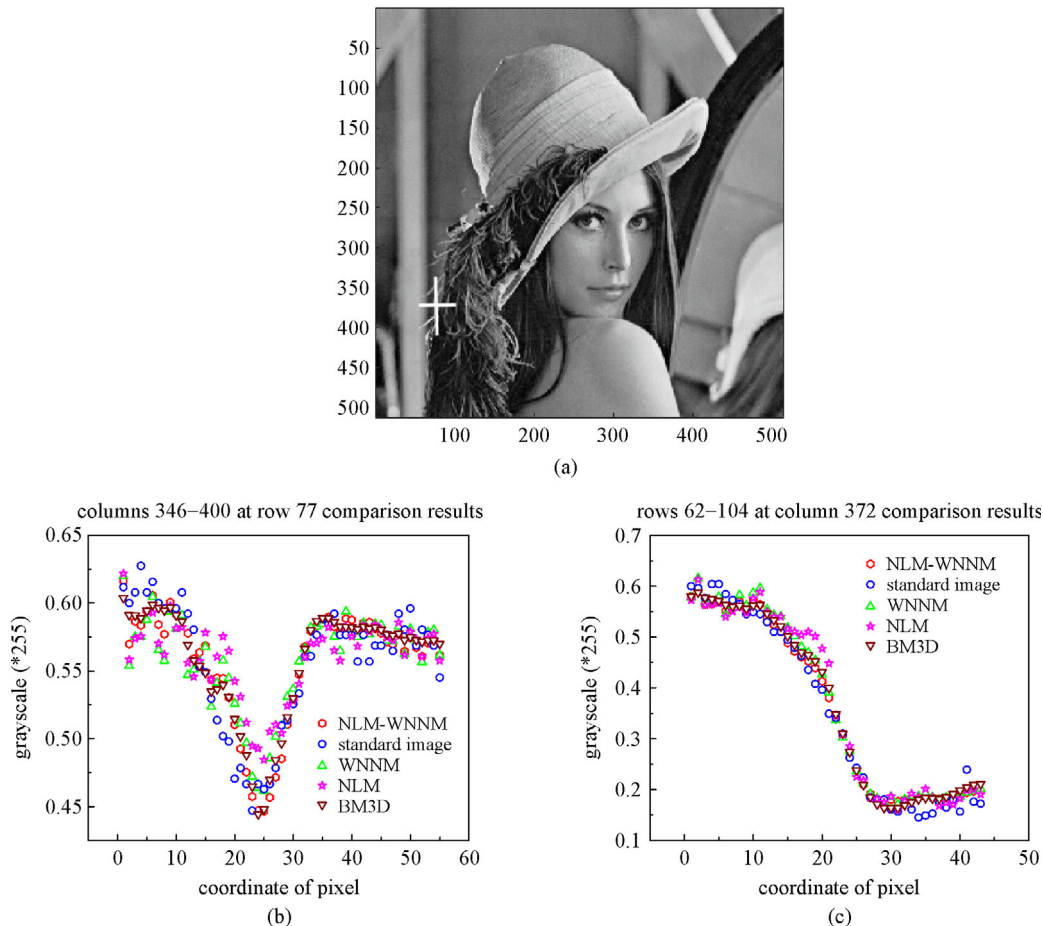 50
100
150
200
250
300
350
400
450
500
100 200 300 400 500
(a)
columns 346−400 at row 77 comparison results
0.65
0.60
0.55
0.50
0.45
grayscale (*255)
NLM-WNNM
standard image
WNNM
NLM
BM3D
0 10 20 30 40 50 60
coordinate of pixel
(b)
rows 62−104 at column 372 comparison results
0.7
0.6
0.5
0.4
0.3
0.2
0.1
grayscale (*255)
NLM-WNNM
standard image
WNNM
NLM
BM3D
0 10 20 30 40 50
coordinate of pixel
(c)